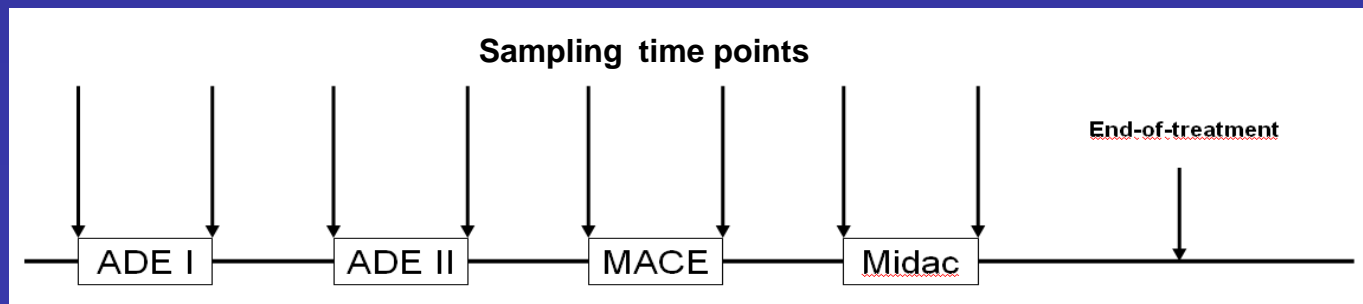 Sampling time points
End-of-treatment
ADE I ADE II MACE Midac